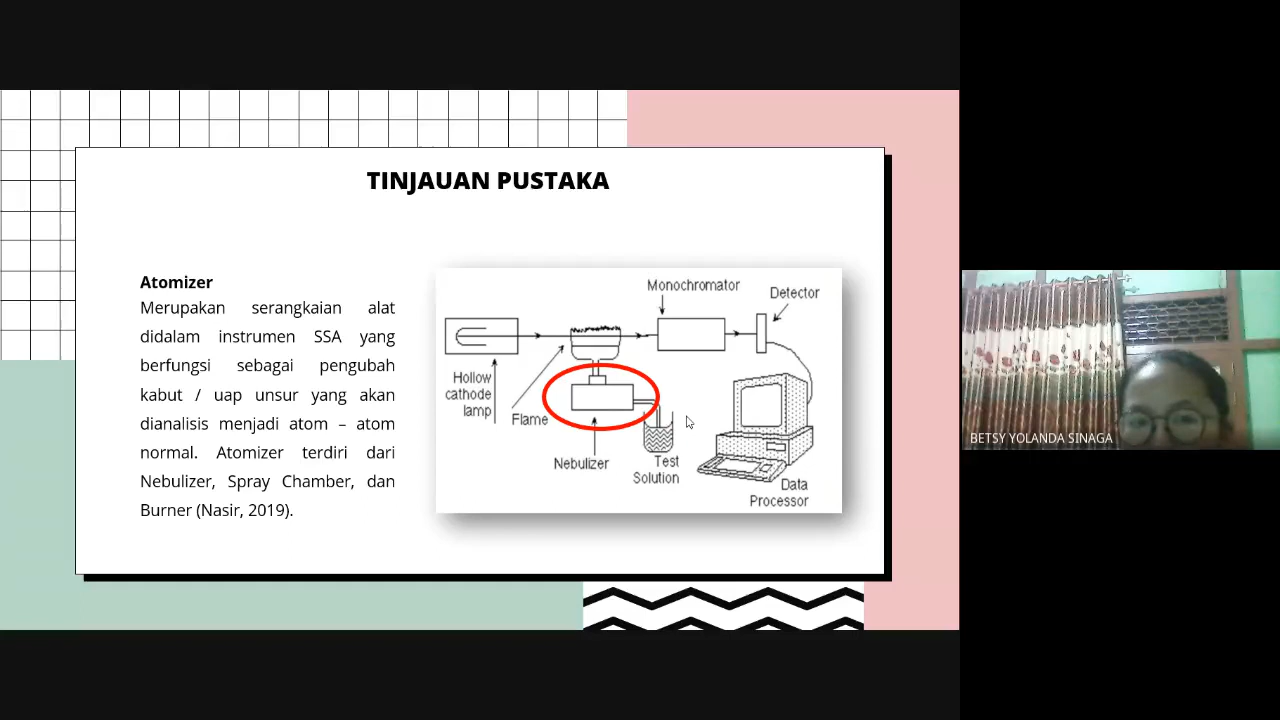 TINJAUAN PUSTAKA
Atomizer
Merupakan serangkaian alat
didalam instrumen SSA yang
berfungsi sebagai pengubah
kabut / uap unsur yang akan
dianalisis menjadi atom – atom
normal. Atomizer terdiri dari
Nebulizer, Spray Chamber, dan
Burner (Nasir, 2019).
Monochromator
Detector
Hollow
cathode
lamp
Flame
Nebulizer
Test
Solution
Data
Processor
BETSY YOLANDA SINAGA